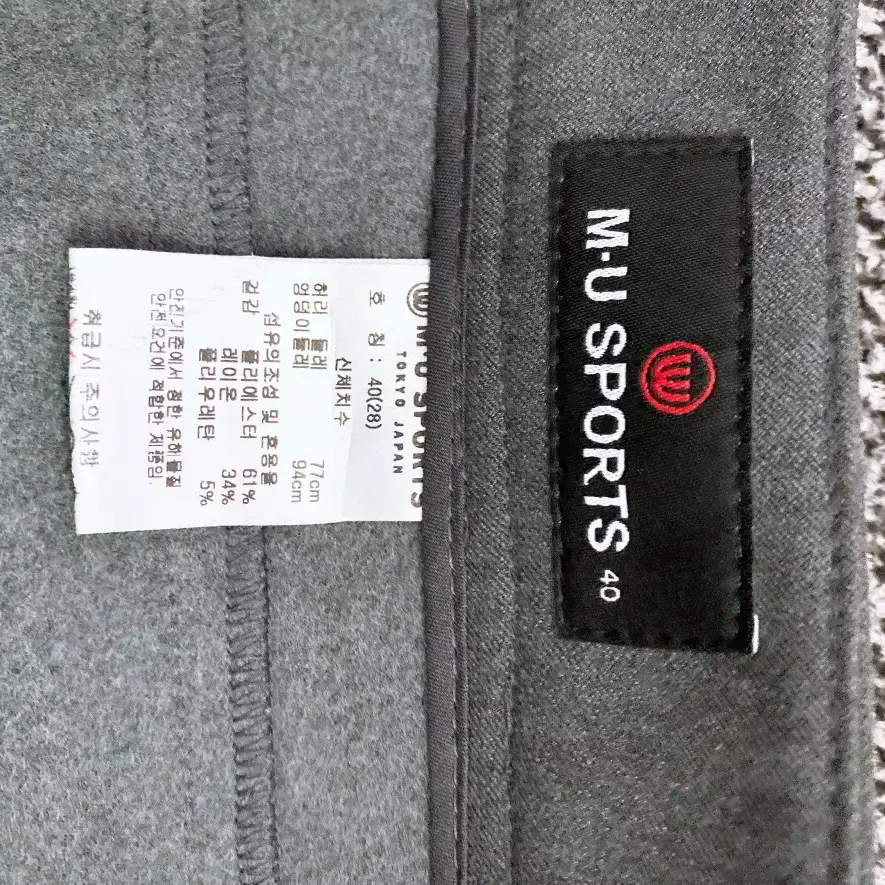 M·U SPORTS 40
M·U SPORTS
TOKYO JAPAN
호 칭 : 40(28)
신체치수
허리 둘레 77cm
엉덩이둘레 94cm
섬유의조성 및 혼용율
겉감 폴리에스터 61%
레이온 34%
폴리우레탄 5%
안전기준에서 정한 유해물질
안전요건에 적합한 제품임.
취급시 주의사항